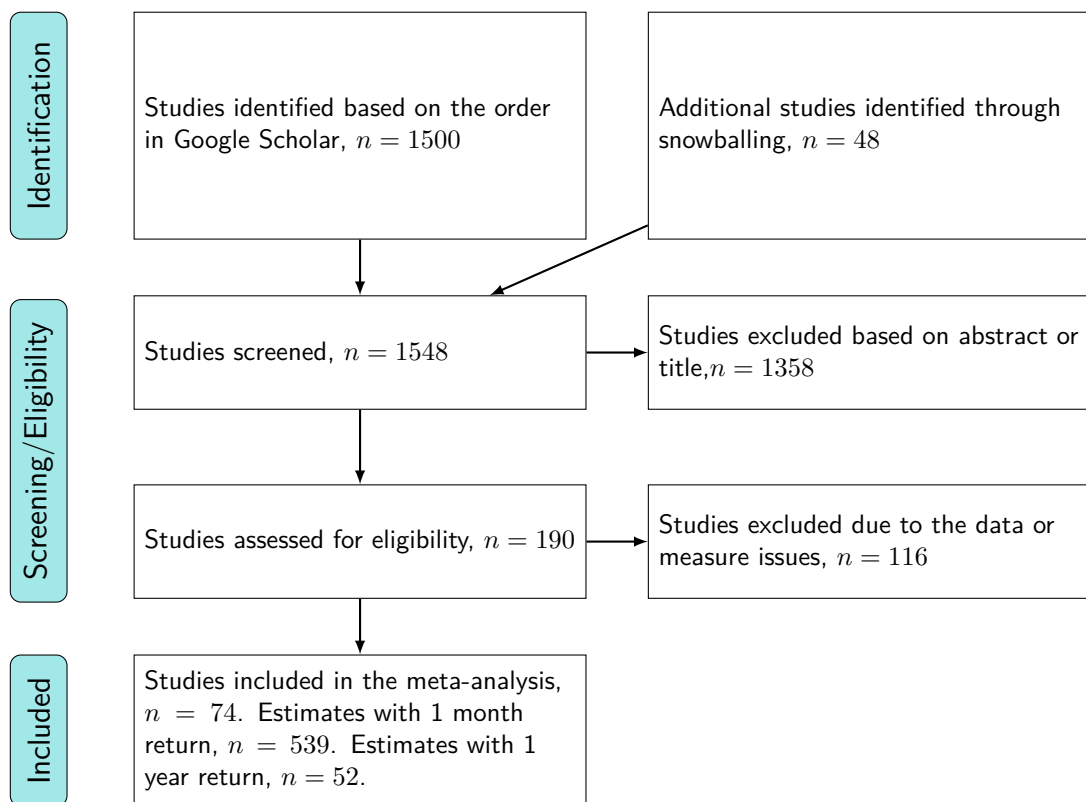 Identification
Studies identified based on the order
in Google Scholar, n = 1500
Additional studies identified through
snowballing, n = 48
Screening/Eligibility
Studies screened, n = 1548
Studies excluded based on abstract or
title,n = 1358
Studies assessed for eligibility, n = 190
Studies excluded due to the data or
measure issues, n = 116
Included
Studies included in the meta-analysis,
n = 74. Estimates with 1 month
return, n = 539. Estimates with 1
year return, n = 52.